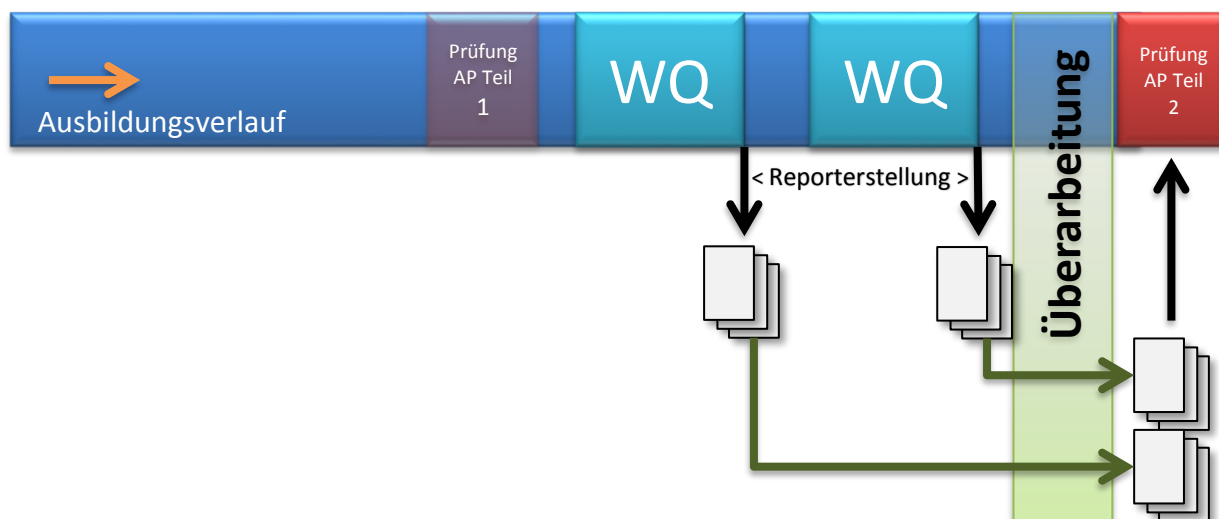 Ausbildungsverlauf
Prüfung
AP Teil
1
WQ
WQ
Überarbeitung
Prüfung
AP Teil
2
< Reporterstellung >